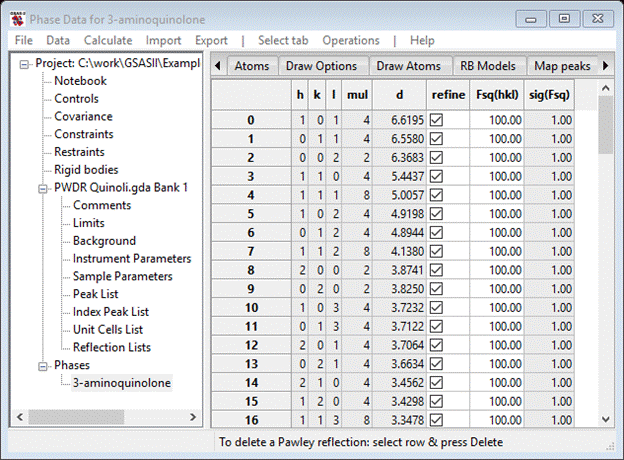 Phase Data for 3-aminoquinolone
File Data Calculate Import Export | Select tab Operations | Help
Project: C:\work\GSASII\Exampl
Notebook
Controls
Covariance
Constraints
Restraints
Rigid bodies
PWDR Quinoli.gda Bank 1
Comments
Limits
Background
Instrument Parameters
Sample Parameters
Peak List
Index Peak List
Unit Cells List
Reflection Lists
Phases
3-aminoquinolone
Atoms Draw Options Draw Atoms RB Models Map peaks
h k l mul d refine Fsq(hkl) sig(Fsq)
0 1 0 1 4 6.6195 100.00 1.00
1 0 1 1 4 6.5580 100.00 1.00
2 0 0 2 2 6.3683 100.00 1.00
3 1 1 0 4 5.4437 100.00 1.00
4 1 1 1 8 5.0057 100.00 1.00
5 1 0 2 4 4.9198 100.00 1.00
6 0 1 2 4 4.8944 100.00 1.00
7 1 1 2 8 4.1380 100.00 1.00
8 2 0 0 2 3.8741 100.00 1.00
9 0 2 0 2 3.8250 100.00 1.00
10 1 0 3 4 3.7232 100.00 1.00
11 0 1 3 4 3.7122 100.00 1.00
12 2 0 1 4 3.7064 100.00 1.00
13 0 2 1 4 3.6634 100.00 1.00
14 2 1 0 4 3.4562 100.00 1.00
15 1 2 0 4 3.4298 100.00 1.00
16 1 1 3 8 3.3478 100.00 1.00
To delete a Pawley reflection: select row & press Delete